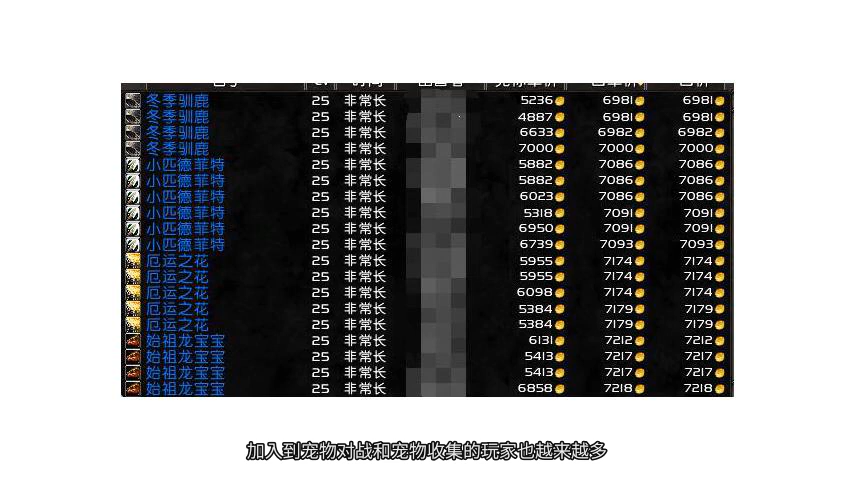 冬季驯鹿 25 非常长 5236 6981 6981
冬季驯鹿 25 非常长 4887 6981 6981
冬季驯鹿 25 非常长 6633 6982 6982
冬季驯鹿 25 非常长 7000 7000 7000
小匹德菲特 25 非常长 5882 7086 7086
小匹德菲特 25 非常长 5882 7086 7086
小匹德菲特 25 非常长 6023 7086 7086
小匹德菲特 25 非常长 5318 7091 7091
小匹德菲特 25 非常长 6950 7091 7091
小匹德菲特 25 非常长 6739 7093 7093
厄运之花 25 非常长 5955 7174 7174
厄运之花 25 非常长 5955 7174 7174
厄运之花 25 非常长 6098 7174 7174
厄运之花 25 非常长 5384 7179 7179
厄运之花 25 非常长 5384 7179 7179
始祖龙宝宝 25 非常长 6131 7212 7212
始祖龙宝宝 25 非常长 5413 7217 7217
始祖龙宝宝 25 非常长 5413 7217 7217
始祖龙宝宝 25 非常长 6858 7218 7218
加入到宠物对战和宠物收集的玩家也越来越多